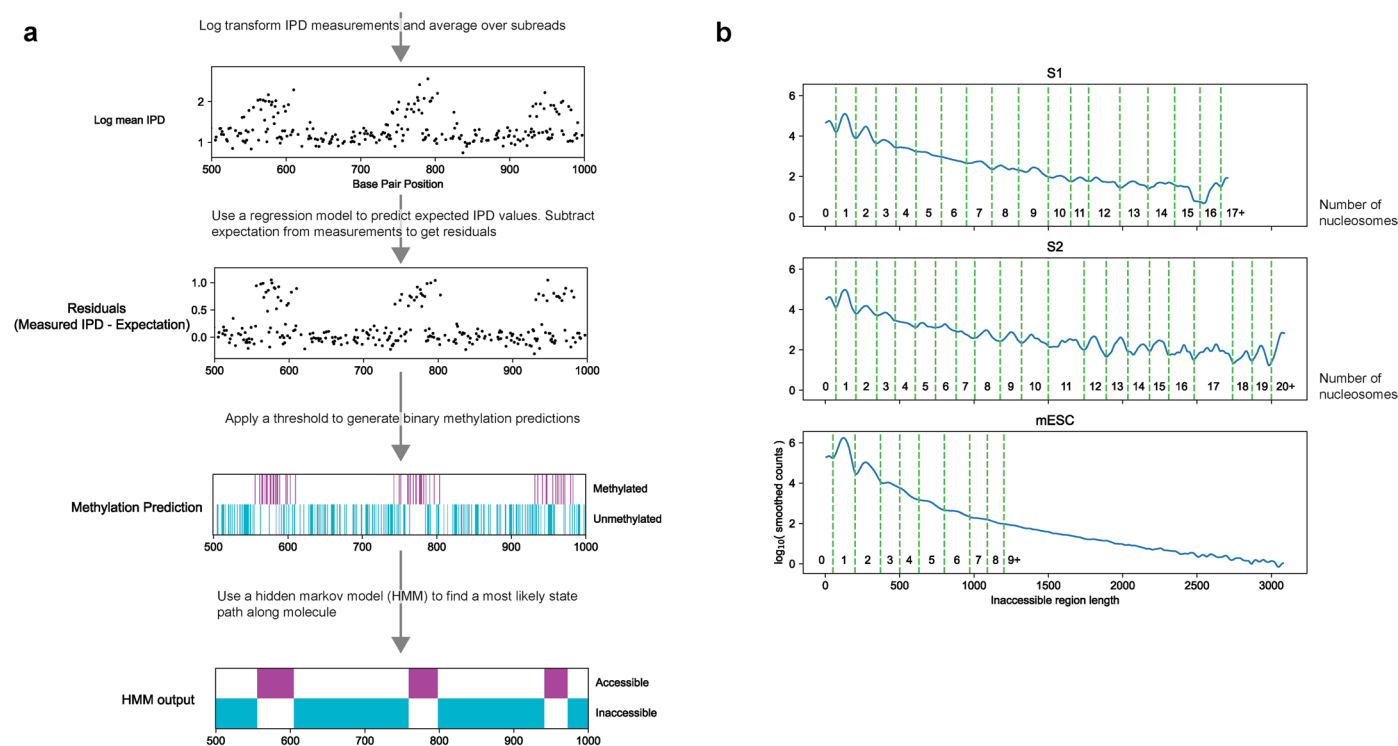 a
Log transform IPD measurements and average over subreads
Log mean IPD
2
1
500 600 700 800 900 1000
Base Pair Position
Use a regression model to predict expected IPD values. Subtract
expectation from measurements to get residuals
Residuals
(Measured IPD - Expectation)
1.0
0.5
0.0
500 600 700 800 900 1000
Apply a threshold to generate binary methylation predictions
Methylation Prediction
Methylated
Unmethylated
500 600 700 800 900 1000
Use a hidden markov model (HMM) to find a most likely state
path along molecule
HMM output
Accessible
Inaccessible
500 600 700 800 900 1000
b
S1
6
4
2
0
0 1 2 3 4 5 6 7 8 9 10 11 12 13 14 15 16 17+
Number of
nucleosomes
S2
6
4
2
0
0 1 2 3 4 5 6 7 8 9 10 11 12 13 14 15 16 17 18 19 20+
Number of
nucleosomes
mESC
log10( smoothed counts)
6
4
2
0
0 1 2 3 4 5 6 7 8 9+
0 500 1000 1500 2000 2500 3000
Inaccessible region length